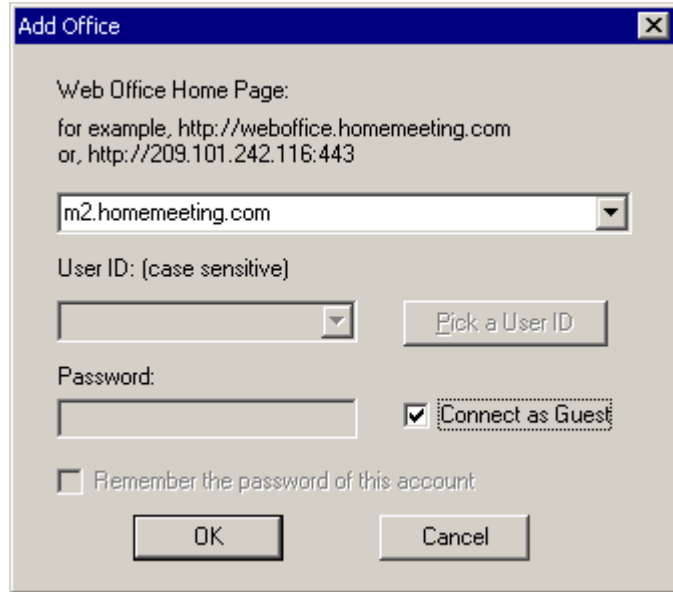 Add Office
Web Office Home Page:
for example, http://weboffice.homemeeting.com
or, http://209.101.242.116:443
m2.homemeeting.com
User ID: (case sensitive)
Pick a User ID
Password:
Connect as Guest
Remember the password of this account
OK Cancel